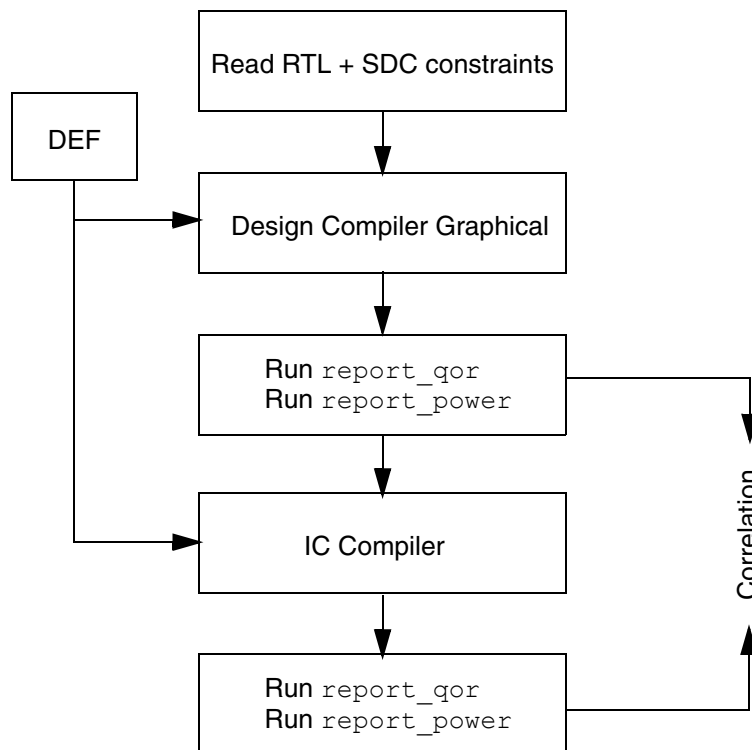 Read RTL + SDC constraints
DEF
Design Compiler Graphical
Run report_qor
Run report_power
Correlation
IC Compiler
Run report_qor
Run report_power